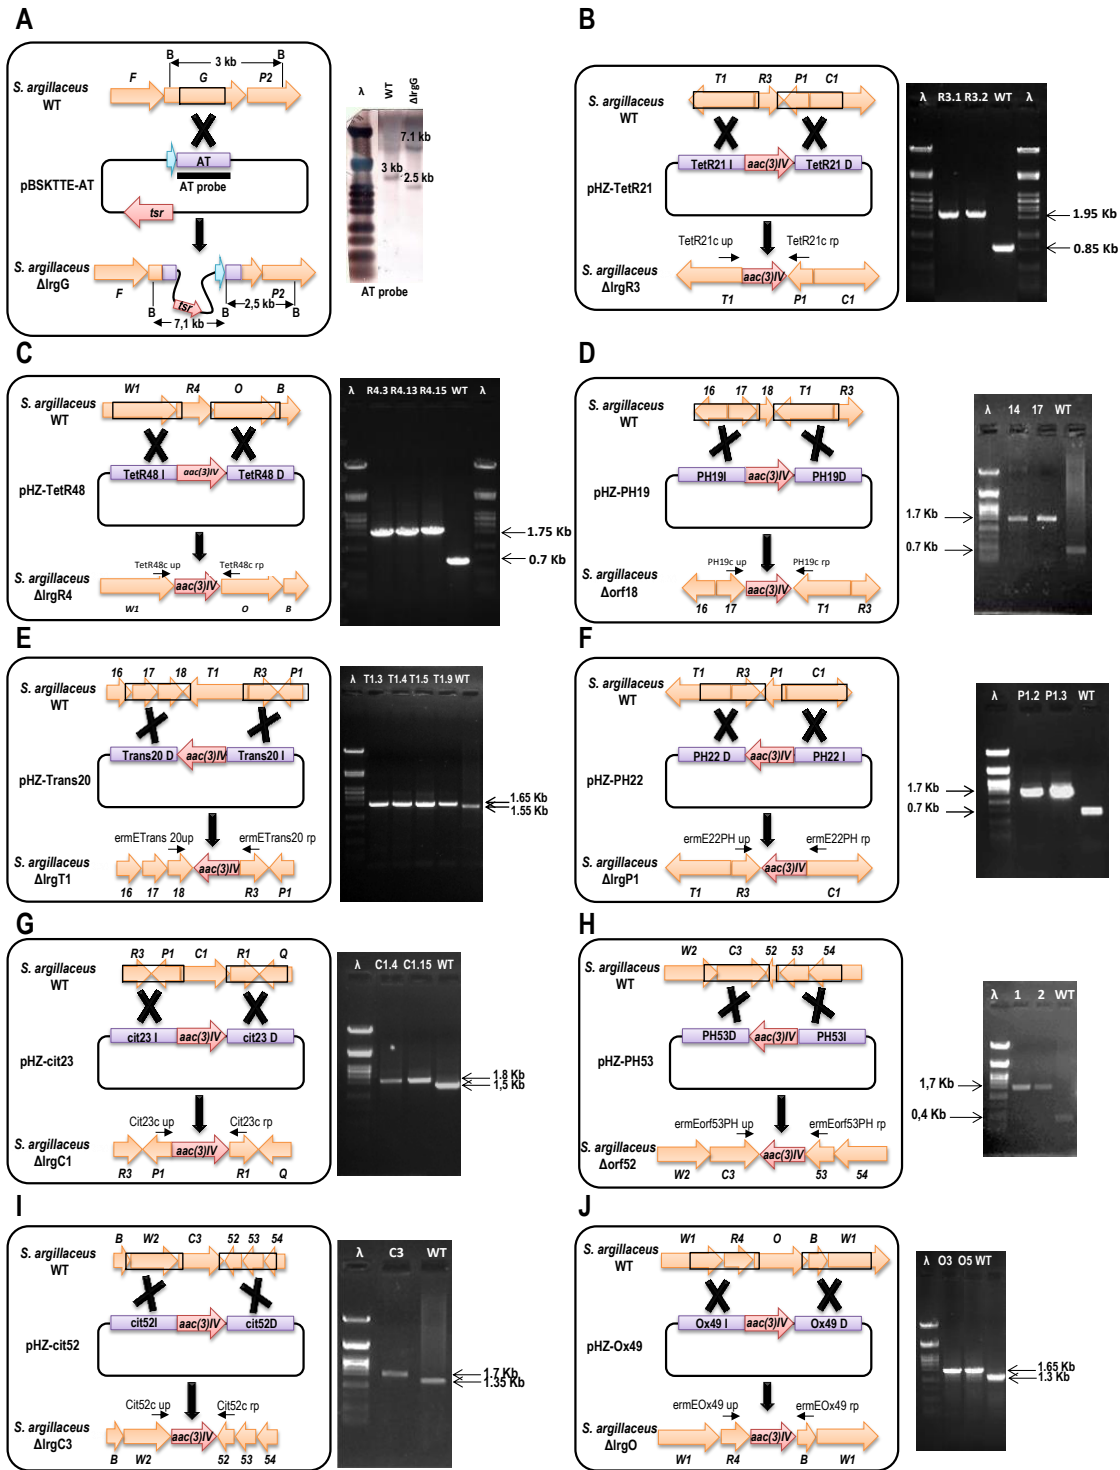 A
B 3 kb B
F G P2
S. argillaceus
WT
AT
pBSKTTE-AT
AT probe
tsr
S. argillaceus
ΔlrgG
F P2
tsr
B B 2,5 kb B
7,1 kb
λ WT ΔlrgG
7.1 kb
3 kb
2.5 kb
AT probe
B
T1 R3 P1 C1
S. argillaceus
WT
TetR21 I aac(3)IV TetR21 D
pHZ-TetR21
TetR21c up TetR21c rp
S. argillaceus
ΔlrgR3
aac(3)IV
T1 P1 C1
λ R3.1 R3.2 WT λ
1.95 Kb
0.85 Kb
C
W1 R4 O B
S. argillaceus
WT
TetR48 I aac(3)IV TetR48 D
pHZ-TetR48
TetR48c up TetR48c rp
S. argillaceus
ΔlrgR4
aac(3)IV
W1 O B
λ R4.3 R4.13 R4.15 WT λ
1.75 Kb
0.7 Kb
D
16 17 18 T1 R3
S. argillaceus
WT
PH19I aac(3)IV PH19D
pHZ-PH19
PH19c up PH19c rp
S. argillaceus
Δorf18
aac(3)IV
16 17 T1 R3
λ 14 17 WT
1.7 Kb
0.7 Kb
E
16 17 18 T1 R3 P1
S. argillaceus
WT
Trans20 D aac(3)IV Trans20 I
pHZ-Trans20
ermETrans 20up ermETrans20 rp
S. argillaceus
ΔlrgT1
aac(3)IV
16 17 18 R3 P1
λ T1.3 T1.4 T1.5 T1.9 WT
1.65 Kb
1.55 Kb
F
T1 R3 P1 C1
S. argillaceus
WT
PH22 D aac(3)IV PH22 I
pHZ-PH22
ermE22PH up ermE22PH rp
S. argillaceus
ΔlrgP1
aac(3)IV
T1 R3 C1
λ P1.2 P1.3 WT
1.7 Kb
0.7 Kb
G
R3 P1 C1 R1 Q
S. argillaceus
WT
cit23 I aac(3)IV cit23 D
pHZ-cit23
Cit23c up Cit23c rp
S. argillaceus
ΔlrgC1
aac(3)IV
R3 P1 R1 Q
λ C1.4 C1.15 WT
1.8 Kb
1,5 Kb
H
W2 C3 52 53 54
S. argillaceus
WT
PH53D aac(3)IV PH53I
pHZ-PH53
ermEorf53PH up ermEorf53PH rp
S. argillaceus
Δorf52
aac(3)IV
W2 C3 53 54
λ 1 2 WT
1,7 Kb
0,4 Kb
I
B W2 C3 52 53 54
S. argillaceus
WT
cit52I aac(3)IV cit52D
pHZ-cit52
Cit52c up Cit52c rp
S. argillaceus
ΔlrgC3
aac(3)IV
B W2 52 53 54
λ C3 WT
1.7 Kb
1.35 Kb
J
W1 R4 O B W1
S. argillaceus
WT
Ox49 I aac(3)IV Ox49 D
pHZ-Ox49
ermEOx49 up ermEOx49 rp
S. argillaceus
ΔlrgO
aac(3)IV
W1 R4 B W1
λ O3 O5 WT
1.65 Kb
1.3 Kb